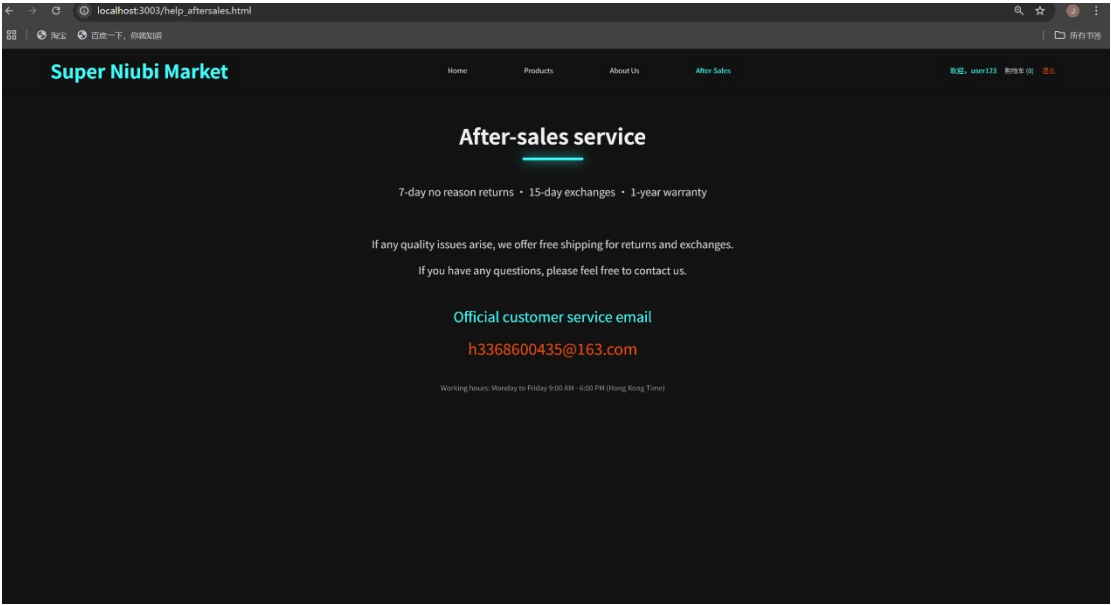 localhost:3003/help_aftersales.html
淘宝 百度一下，你就知道 所有书签
Super Niubi Market Home Products About Us After Sales 欢迎，user123 购物车 (0) 退出
After-sales service
7-day no reason returns • 15-day exchanges • 1-year warranty
If any quality issues arise, we offer free shipping for returns and exchanges.
If you have any questions, please feel free to contact us.
Official customer service email
h3368600435@163.com
Working hours: Monday to Friday 9:00 AM - 6:00 PM (Hong Kong Time)